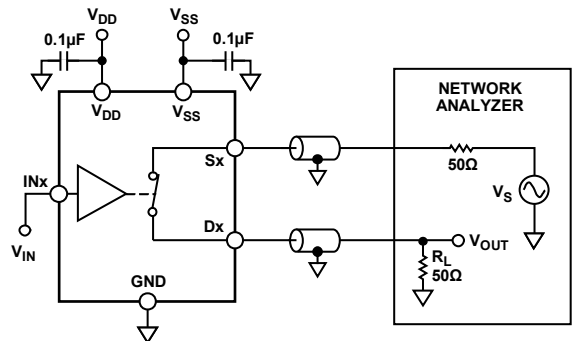 VDD
VSS
0.1µF
0.1µF
VDD
VSS
NETWORK
ANALYZER
Sx
50Ω
INx
VS
Dx
VOUT
VIN
RL
50Ω
GND